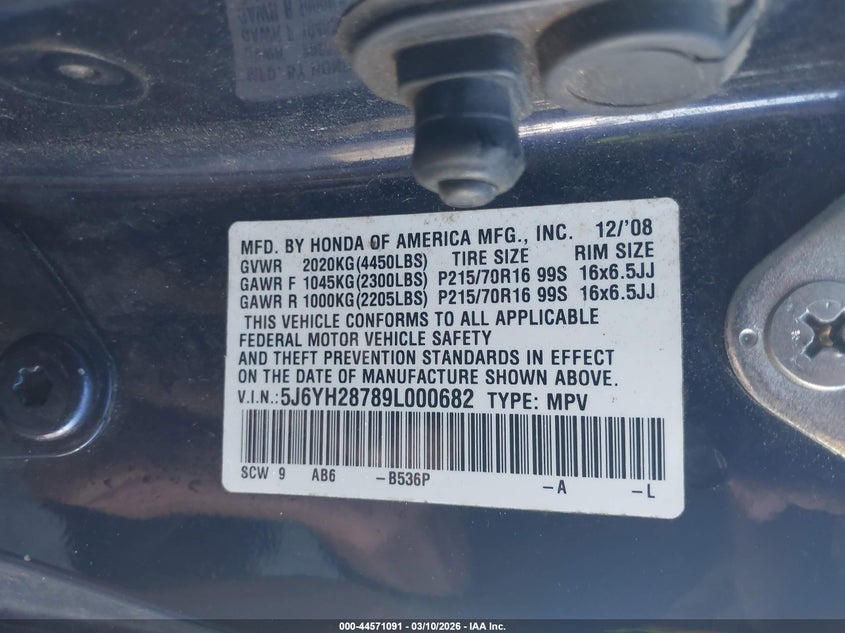 MFD. BY HONDA OF AMERICA MFG., INC. 12/'08
GVWR 2020KG(4450LBS) TIRE SIZE RIM SIZE
GAWR F 1045KG(2300LBS) P215/70R16 99S 16x6.5JJ
GAWR R 1000KG(2205LBS) P215/70R16 99S 16x6.5JJ
THIS VEHICLE CONFORMS TO ALL APPLICABLE
FEDERAL MOTOR VEHICLE SAFETY
AND THEFT PREVENTION STANDARDS IN EFFECT
ON THE DATE OF MANUFACTURE SHOWN ABOVE.
V.I.N.:5J6YH28789L000682 TYPE: MPV
SCW 9 AB6 -B536P -A -L
000-44571091 — 03/10/2026 — IAA Inc.